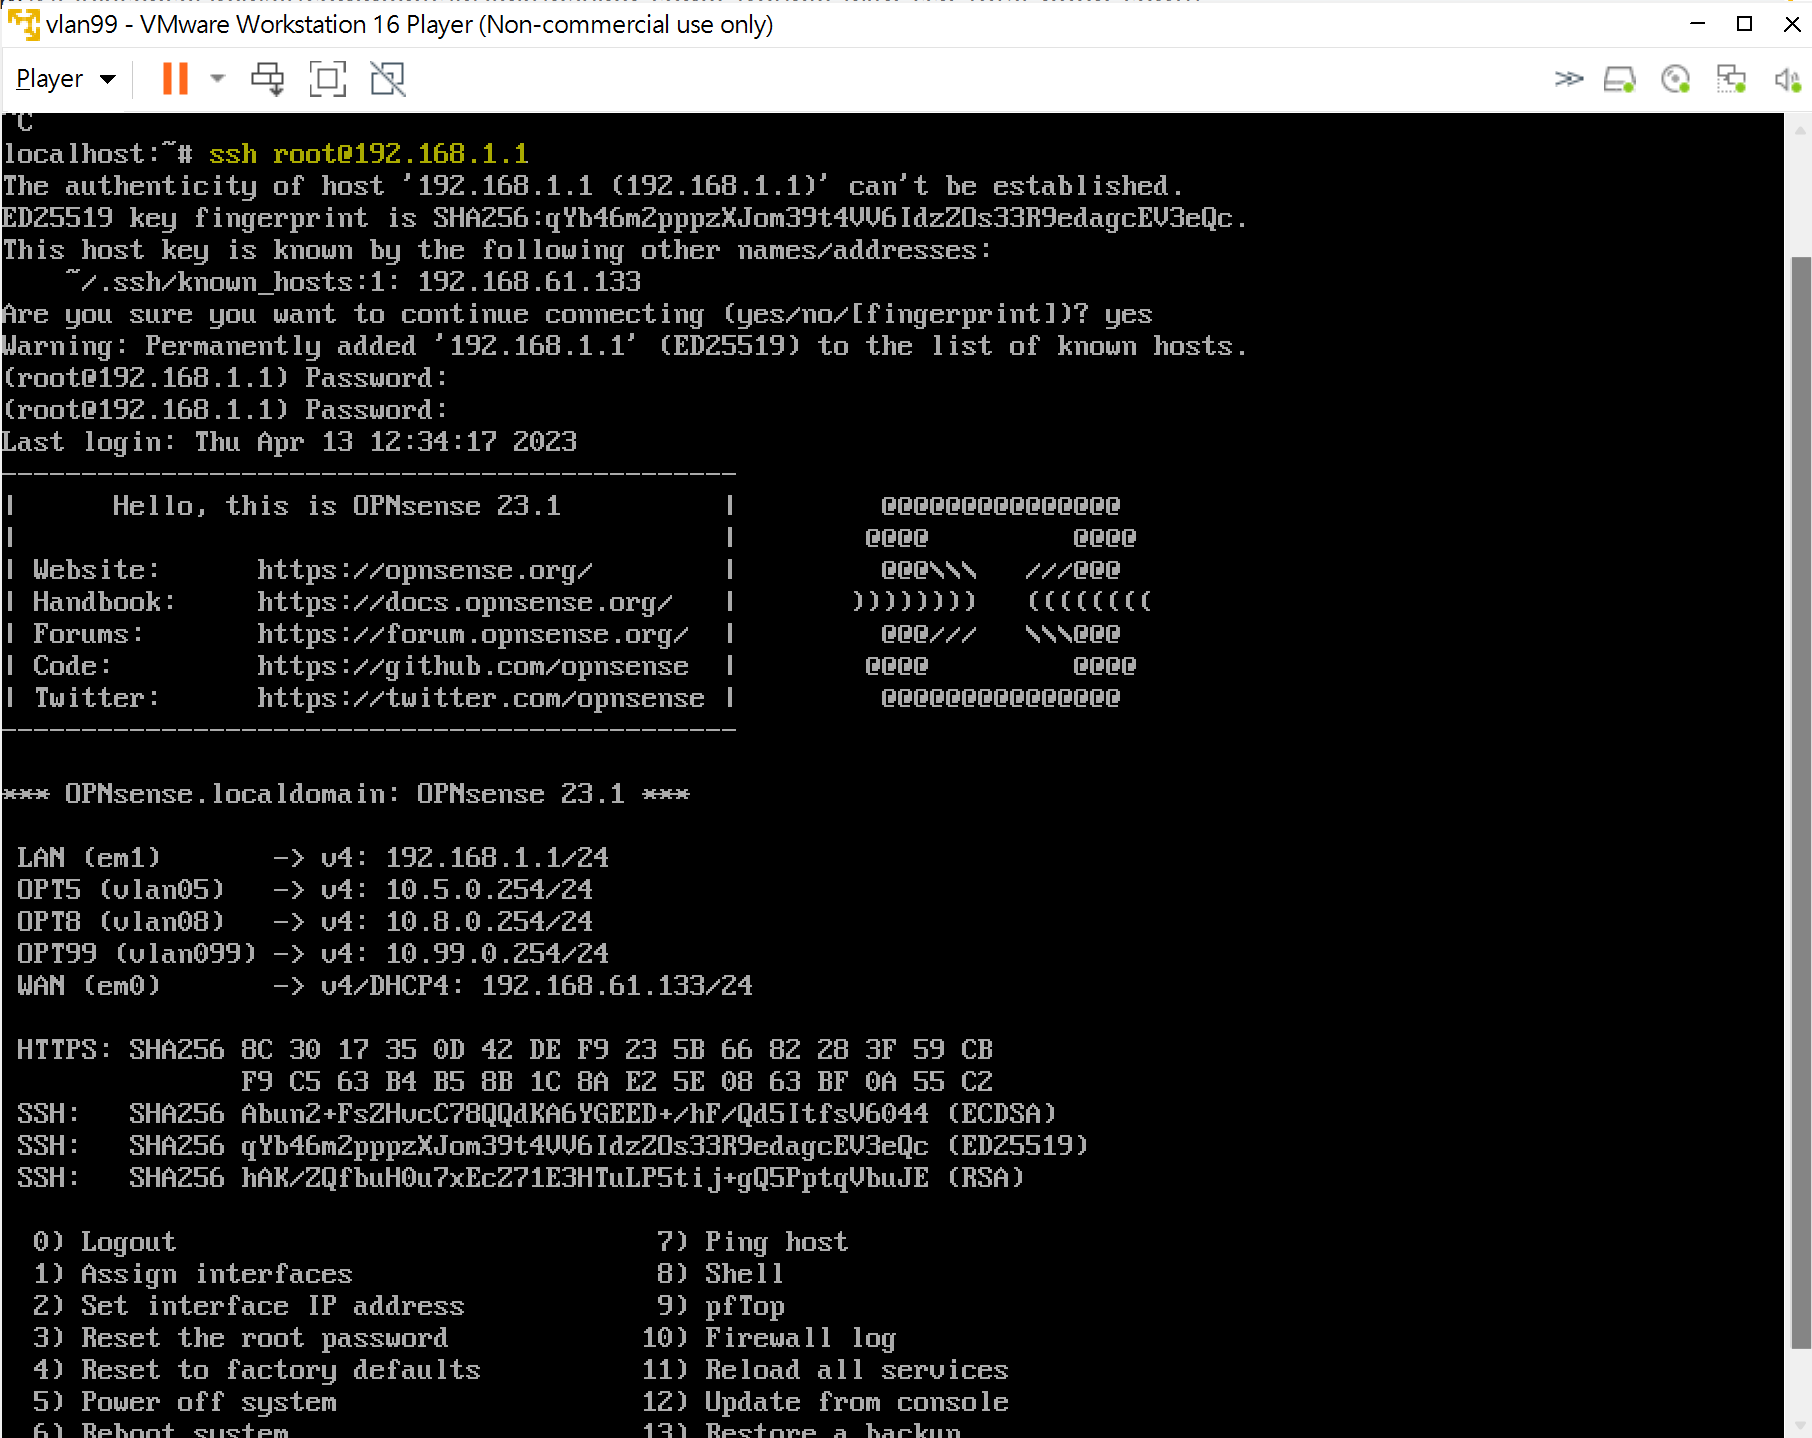 vlan99 - VMware Workstation 16 Player (Non-commercial use only)
Player
^C
localhost:~# ssh root@192.168.1.1
The authenticity of host '192.168.1.1 (192.168.1.1)' can't be established.
ED25519 key fingerprint is SHA256:qYb46m2pppzXJom39t4VV6IdzZOs33R9edagcEV3eQc.
This host key is known by the following other names/addresses:
    ~/.ssh/known_hosts:1: 192.168.61.133
Are you sure you want to continue connecting (yes/no/[fingerprint])? yes
Warning: Permanently added '192.168.1.1' (ED25519) to the list of known hosts.
(root@192.168.1.1) Password:
(root@192.168.1.1) Password:
Last login: Thu Apr 13 12:34:17 2023
----------------------------------------------
|      Hello, this is OPNsense 23.1          |         @@@@@@@@@@@@@@@
|                                            |        @@@@         @@@@
| Website:      https://opnsense.org/        |         @@@\\\   ///@@@
| Handbook:     https://docs.opnsense.org/   |       ))))))))   ((((((((
| Forums:       https://forum.opnsense.org/  |         @@@///   \\\@@@
| Code:         https://github.com/opnsense  |        @@@@         @@@@
| Twitter:      https://twitter.com/opnsense |         @@@@@@@@@@@@@@@
----------------------------------------------
*** OPNsense.localdomain: OPNsense 23.1 ***
LAN (em1)       -> v4: 192.168.1.1/24
OPT5 (vlan05)   -> v4: 10.5.0.254/24
OPT8 (vlan08)   -> v4: 10.8.0.254/24
OPT99 (vlan099) -> v4: 10.99.0.254/24
WAN (em0)       -> v4/DHCP4: 192.168.61.133/24
HTTPS: SHA256 8C 30 17 35 0D 42 DE F9 23 5B 66 82 28 3F 59 CB
              F9 C5 63 B4 B5 8B 1C 8A E2 5E 08 63 BF 0A 55 C2
SSH:   SHA256 Abun2+FsZHvcC78QQdKA6YGEED+/hF/Qd5ItfsV6044 (ECDSA)
SSH:   SHA256 qYb46m2pppzXJom39t4VV6IdzZOs33R9edagcEV3eQc (ED25519)
SSH:   SHA256 hAK/ZQfbuH0u7xEcZ71E3HTuLP5tij+gQ5PptqVbuJE (RSA)
0) Logout                              7) Ping host
1) Assign interfaces                   8) Shell
2) Set interface IP address            9) pfTop
3) Reset the root password            10) Firewall log
4) Reset to factory defaults          11) Reload all services
5) Power off system                   12) Update from console
6) Reboot system                      13) Restore a backup